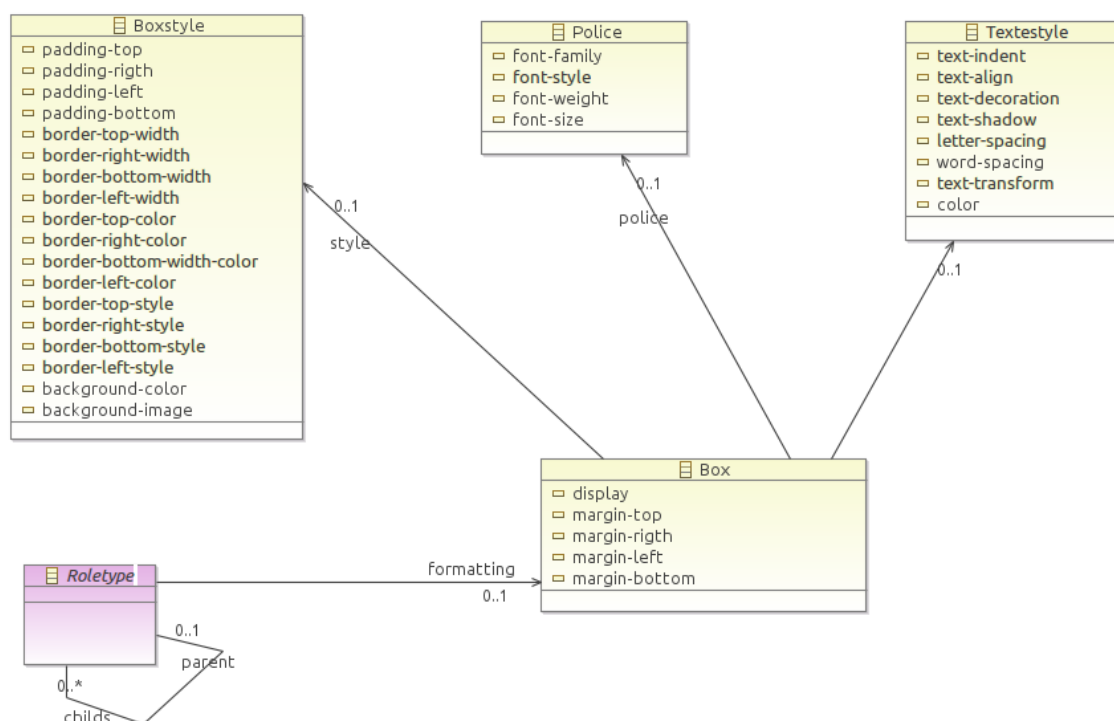 Boxstyle
padding-top
padding-rigth
padding-left
padding-bottom
border-top-width
border-right-width
border-bottom-width
border-left-width
border-top-color
border-right-color
border-bottom-width-color
border-left-color
border-top-style
border-right-style
border-bottom-style
border-left-style
background-color
background-image
Police
font-family
font-style
font-weight
font-size
Textestyle
text-indent
text-align
text-decoration
text-shadow
letter-spacing
word-spacing
text-transform
color
0..1
style
0..1
police
0..1
Box
display
margin-top
margin-rigth
margin-left
margin-bottom
Roletype
formatting
0..1
0..1
parent
0..*
childs